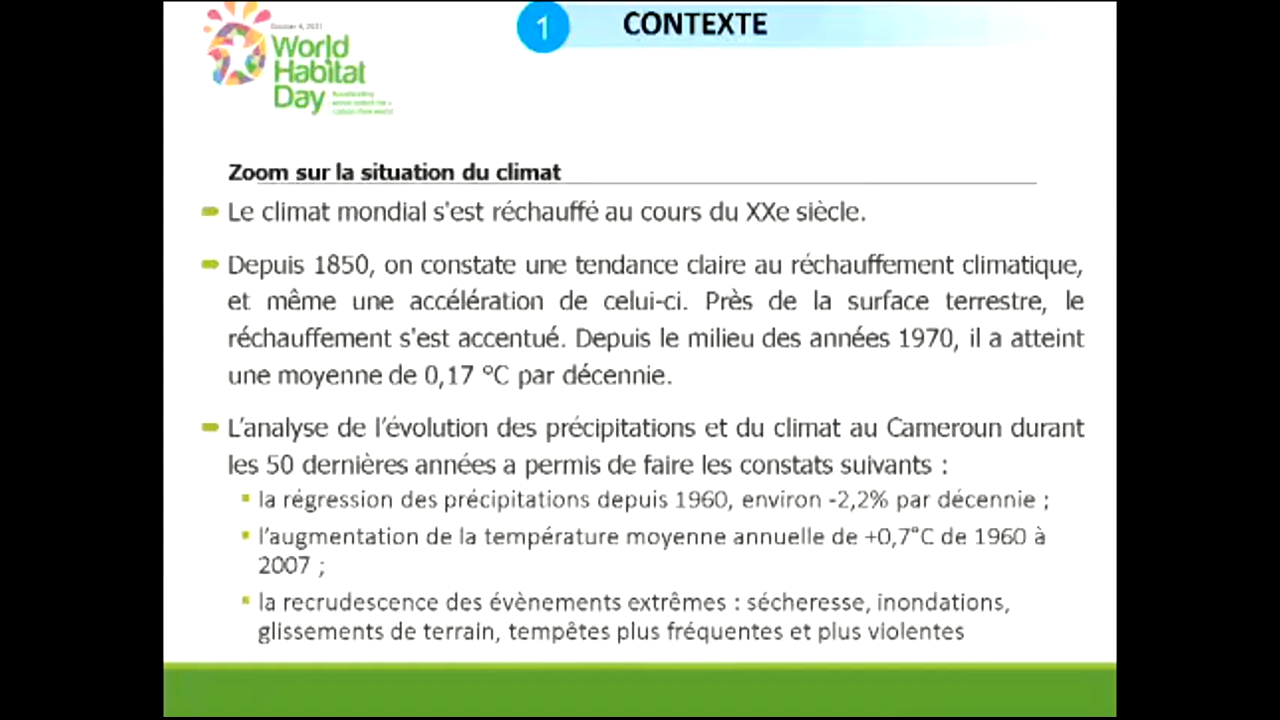 October 4, 2021
World
Habitat
Day
Accelerating
1
CONTEXTE
Zoom sur la situation du climat
Le climat mondial s'est réchauffé au cours du XXe siècle.
Depuis 1850, on constate une tendance claire au réchauffement climatique,
et même une accélération de celui-ci. Près de la surface terrestre, le
réchauffement s'est accentué. Depuis le milieu des années 1970, il a atteint
une moyenne de 0,17 °C par décennie.
L'analyse de l'évolution des précipitations et du climat au Cameroun durant
les 50 dernières années a permis de faire les constats suivants :
la régression des précipitations depuis 1960, environ -2,2% par décennie ;
l'augmentation de la température moyenne annuelle de +0,7°C de 1960 à
2007 ;
la recrudescence des évènements extrêmes : sécheresse, inondations,
glissements de terrain, tempêtes plus fréquentes et plus violentes